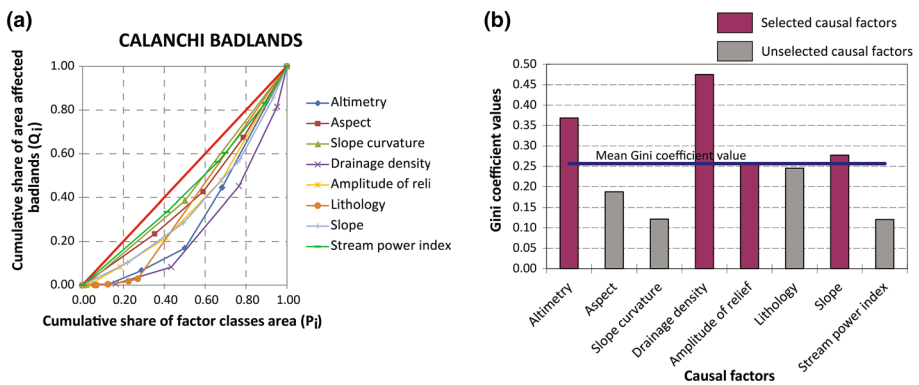 (a)
CALANCHI BADLANDS
Cumulative share of area affected
badlands (Qi)
1.00
0.80
0.60
0.40
0.20
0.00
0.00 0.20 0.40 0.60 0.80 1.00
Cumulative share of factor classes area (Pi)
Altimetry
Aspect
Slope curvature
Drainage density
Amplitude of reli
Lithology
Slope
Stream power index
(b)
Selected causal factors
Unselected causal factors
Gini coefficient values
0.50
0.45
0.40
0.35
0.30
0.25
0.20
0.15
0.10
0.05
0.00
Mean Gini coefficient value
Altimetry
Aspect
Slope curvature
Drainage density
Amplitude of relief
Lithology
Slope
Stream power index
Causal factors